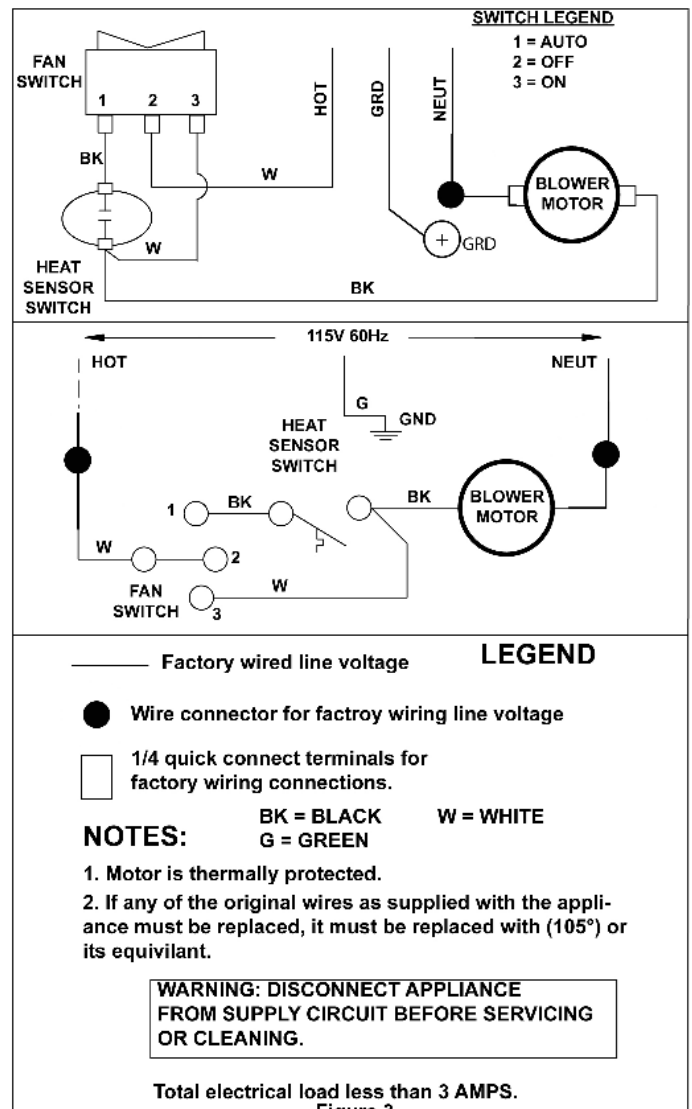 SWITCH LEGEND
1 = AUTO
2 = OFF
3 = ON
FAN
SWITCH
1 2 3
HOT
GRD
NEUT
BK
W
BLOWER
MOTOR
GRD
W
HEAT
SENSOR
SWITCH
BK
115V 60Hz
HOT
NEUT
G
GND
HEAT
SENSOR
SWITCH
1
BK
BK
BLOWER
MOTOR
W
2
FAN
SWITCH
W
3
LEGEND
Factory wired line voltage
Wire connector for factroy wiring line voltage
1/4 quick connect terminals for
factory wiring connections.
BK = BLACK W = WHITE
G = GREEN
NOTES:
1. Motor is thermally protected.
2. If any of the original wires as supplied with the appli-
ance must be replaced, it must be replaced with (105°) or
its equivilant.
WARNING: DISCONNECT APPLIANCE
FROM SUPPLY CIRCUIT BEFORE SERVICING
OR CLEANING.
Total electrical load less than 3 AMPS.